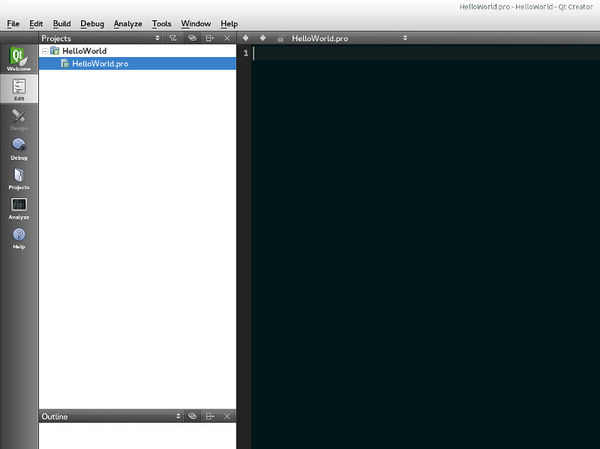 HelloWorld.pro - HelloWorld - Qt Creator
File Edit Build Debug Analyze Tools Window Help
Projects
HelloWorld.pro
Qt
Welcome
HelloWorld
HelloWorld.pro
1
Edit
Design
Debug
Projects
Analyze
Help
Outline